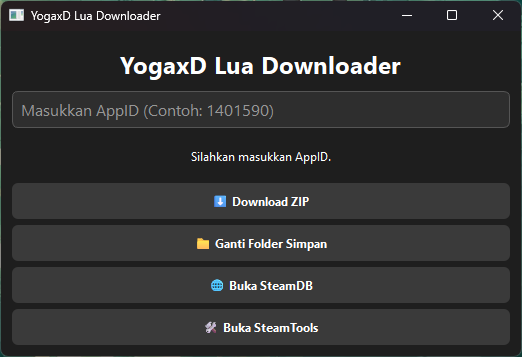 YogaxD Lua Downloader
YogaxD Lua Downloader
Masukkan AppID (Contoh: 1401590)
Silahkan masukkan AppID.
Download ZIP
Ganti Folder Simpan
Buka SteamDB
Buka SteamTools